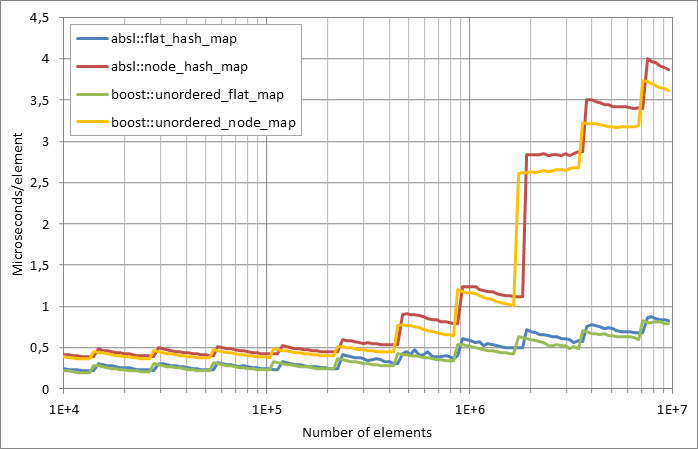 4,5
4
3,5
3
2,5
2
1,5
1
0,5
0
Microseconds/element
absl::flat_hash_map
absl::node_hash_map
boost::unordered_flat_map
boost::unordered_node_map
1E+4
1E+5
1E+6
1E+7
Number of elements